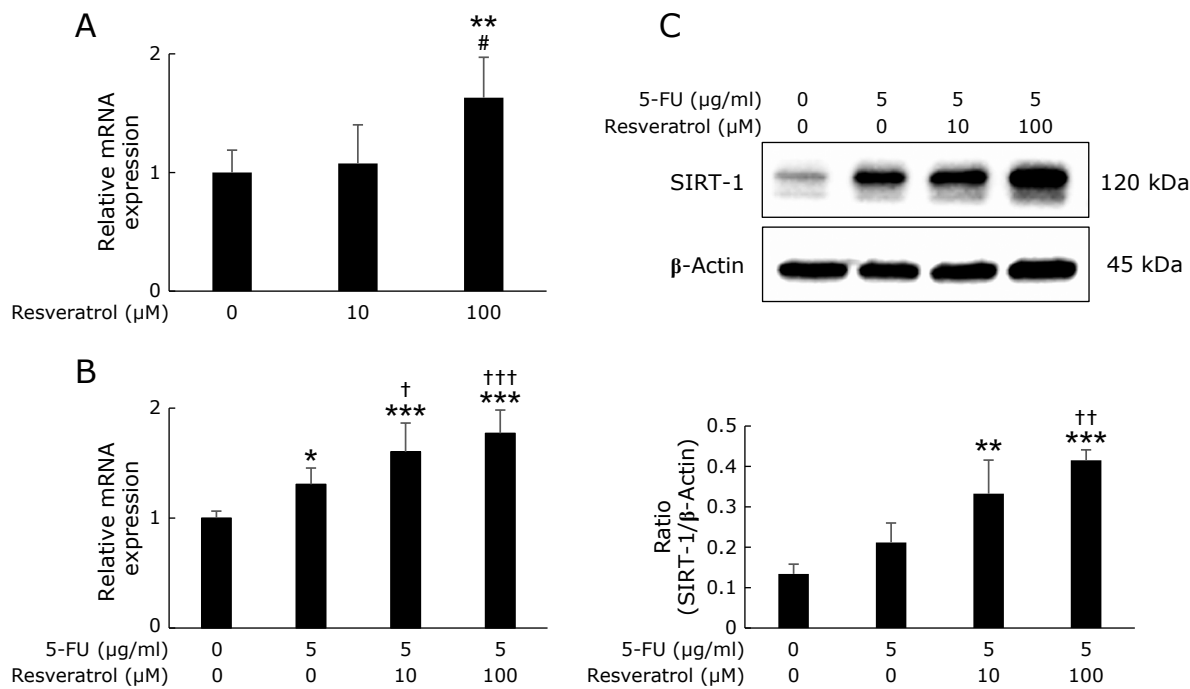 A
Relative mRNA
expression
2
1
0
**
#
Resveratrol (µM) 0 10 100
B
Relative mRNA
expression
2
1
0
*
†
***
†††
***
5-FU (µg/ml) 0 5 5 5
Resveratrol (µM) 0 0 10 100
C
5-FU (µg/ml) 0 5 5 5
Resveratrol (µM) 0 0 10 100
SIRT-1 120 kDa
β-Actin 45 kDa
Ratio
(SIRT-1/β-Actin)
0.5
0.4
0.3
0.2
0.1
0
**
††
***
5-FU (µg/ml) 0 5 5 5
Resveratrol (µM) 0 0 10 100